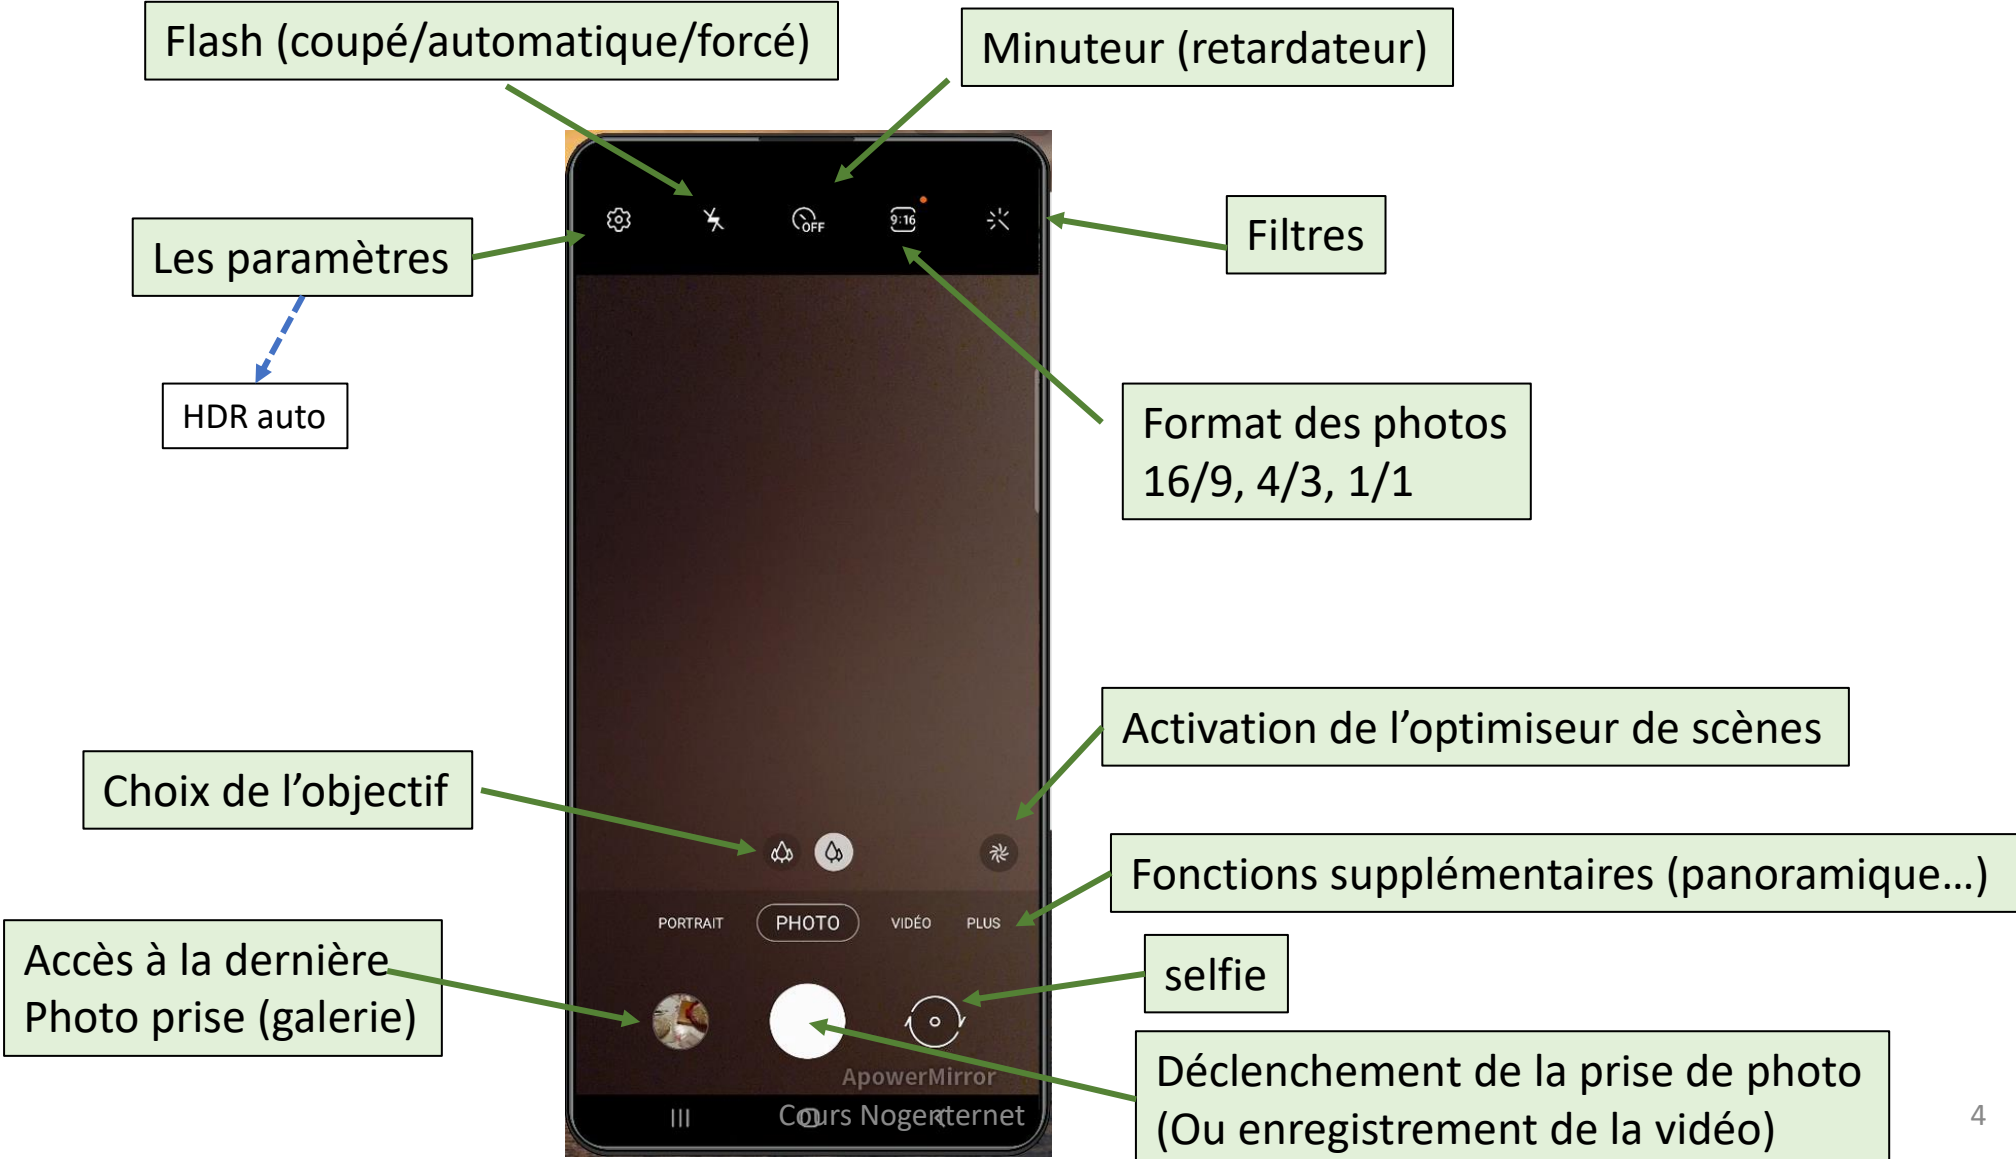 Flash (coupé/automatique/forcé)
Minuteur (retardateur)
OFF
9:16
Les paramètres
Filtres
HDR auto
Format des photos
16/9, 4/3, 1/1
Activation de l’optimiseur de scènes
Choix de l’objectif
Fonctions supplémentaires (panoramique…)
PORTRAIT PHOTO VIDÉO PLUS
Accès à la dernière
Photo prise (galerie)
selfie
Déclenchement de la prise de photo
(Ou enregistrement de la vidéo)
ApowerMirror
Cours Nogenternet
4